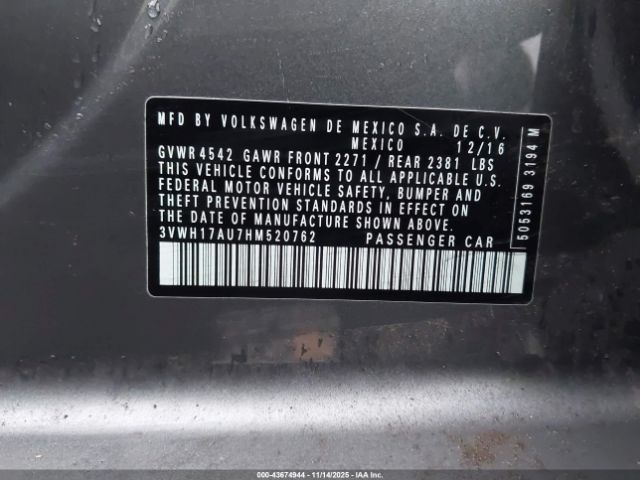 MFD BY VOLKSWAGEN DE MEXICO S.A. DE C.V.
MEXICO 12/16
GVWR 4542 GAWR FRONT 2271 / REAR 2381 LBS
THIS VEHICLE CONFORMS TO ALL APPLICABLE U.S.
FEDERAL MOTOR VEHICLE SAFETY, BUMPER AND
THEFT PREVENTION STANDARDS IN EFFECT ON
THE DATE OF MANUFACTURE SHOWN ABOVE.
3VWH17AU7HM520762 PASSENGER CAR
5053169 3194 M
000-43674944 - 11/14/2025 - IAA Inc.